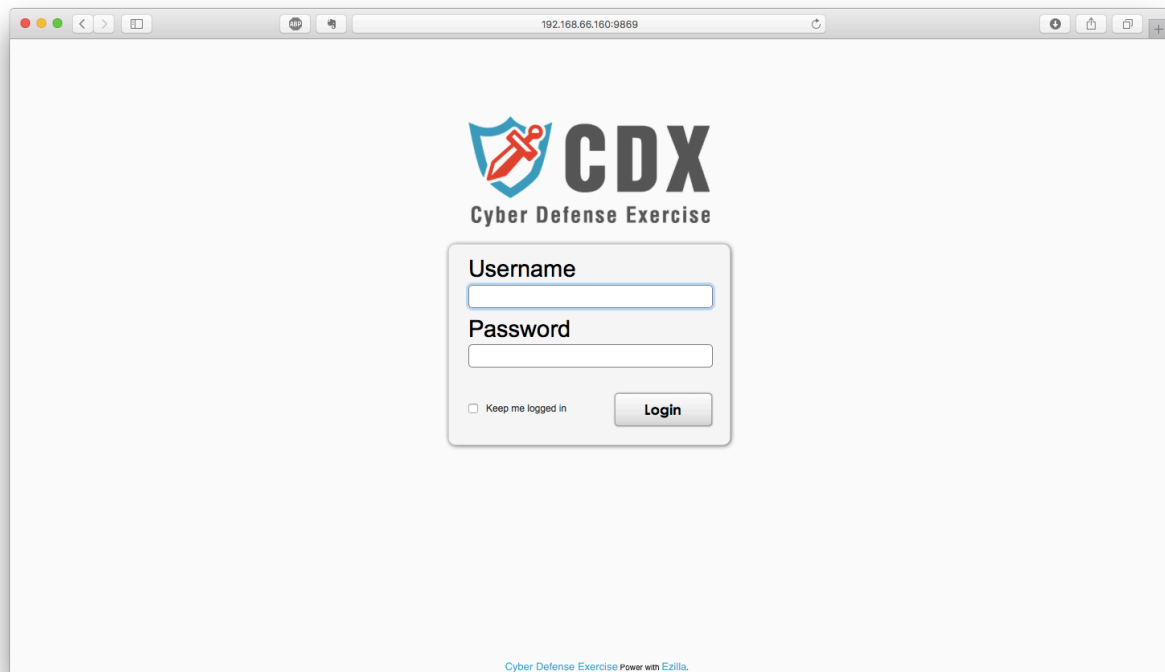 ABP
192.168.66.160:9869
CDX
Cyber Defense Exercise
Username
Password
Keep me logged in
Login
Cyber Defense Exercise Power with Ezilla.